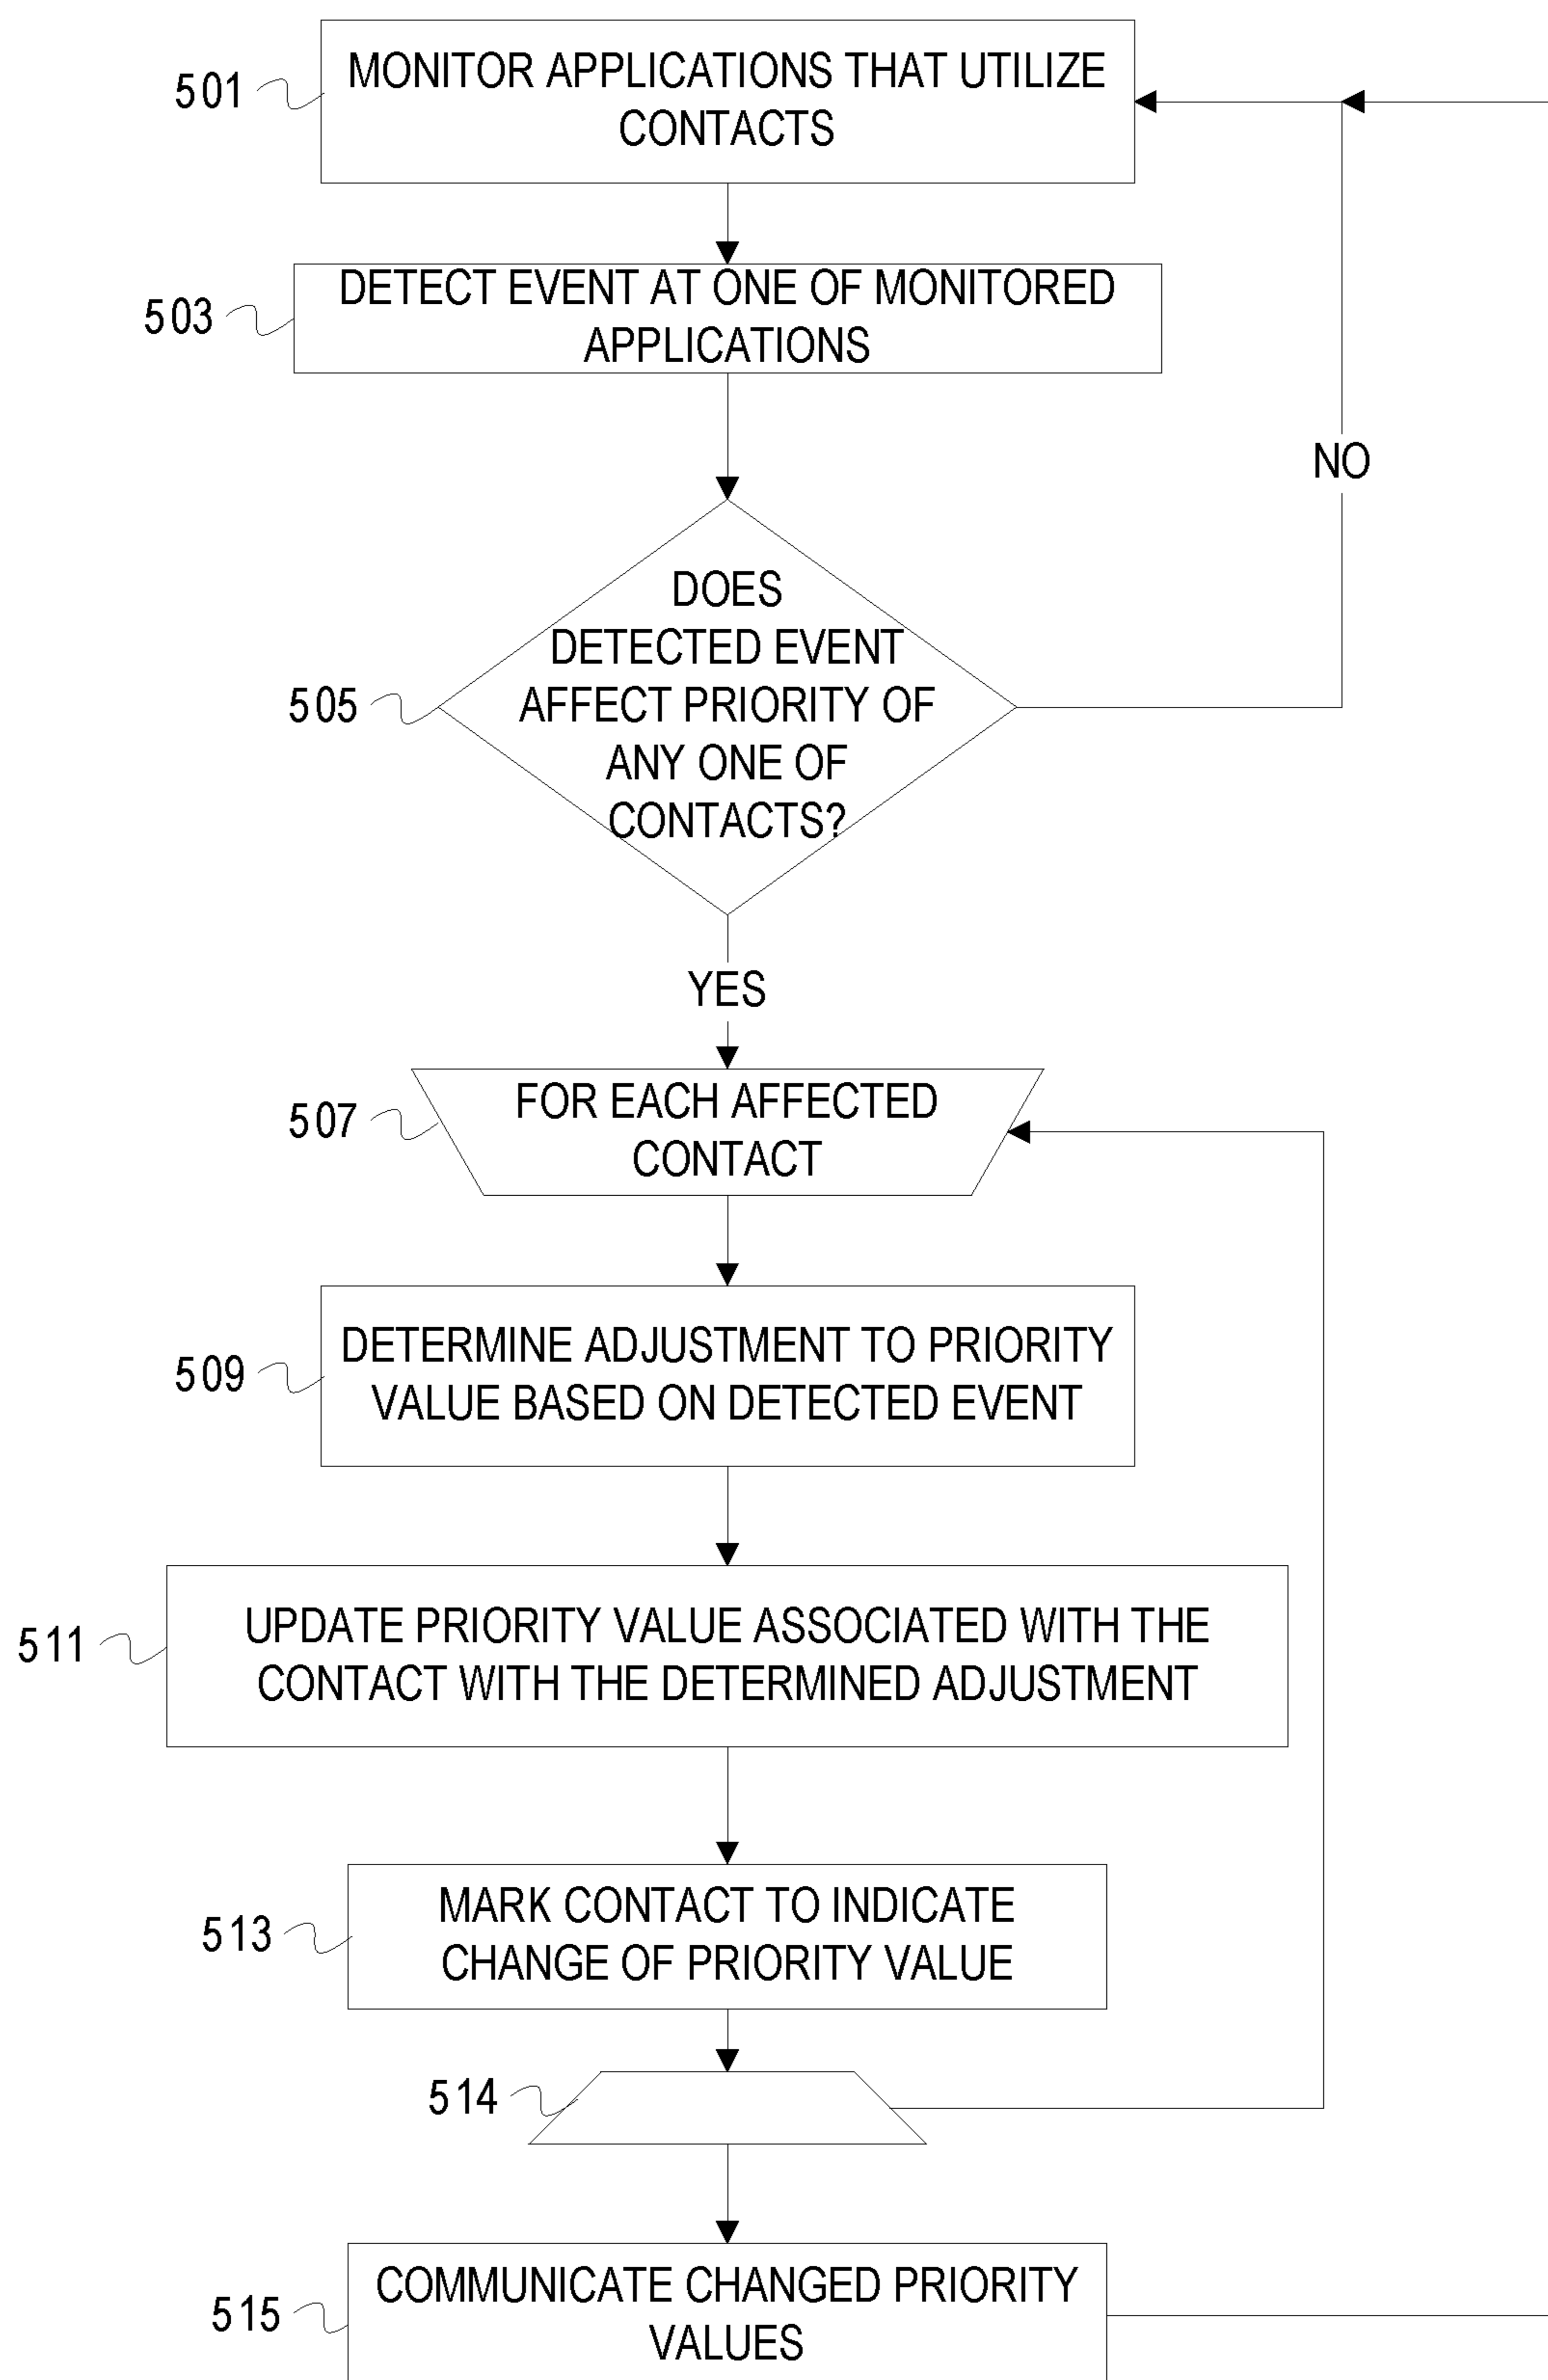 501
MONITOR APPLICATIONS THAT UTILIZE
CONTACTS
503
DETECT EVENT AT ONE OF MONITORED
APPLICATIONS
NO
505
DOES
DETECTED EVENT
AFFECT PRIORITY OF
ANY ONE OF
CONTACTS?
YES
507
FOR EACH AFFECTED
CONTACT
509
DETERMINE ADJUSTMENT TO PRIORITY
VALUE BASED ON DETECTED EVENT
511
UPDATE PRIORITY VALUE ASSOCIATED WITH THE
CONTACT WITH THE DETERMINED ADJUSTMENT
513
MARK CONTACT TO INDICATE
CHANGE OF PRIORITY VALUE
514
515
COMMUNICATE CHANGED PRIORITY
VALUES